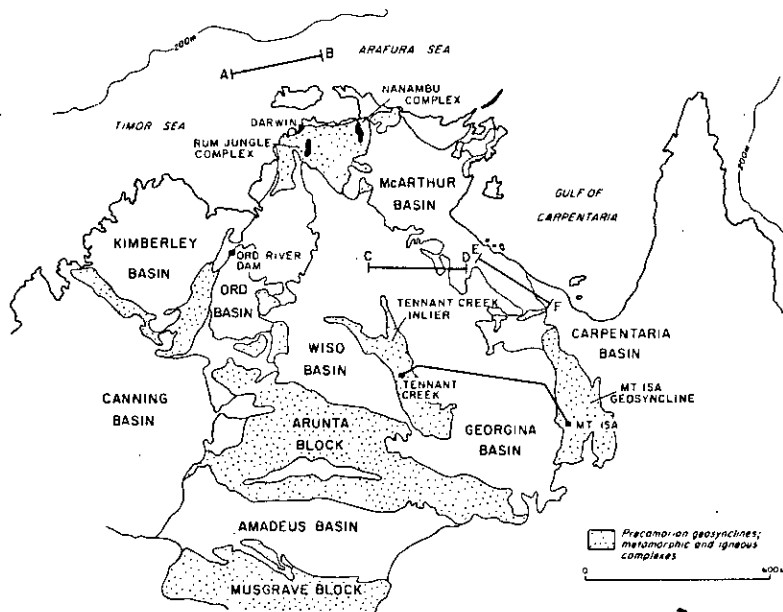 200m
A
B
ARAFURA SEA
NANAMBU
COMPLEX
TIMOR SEA
DARWIN
RUM JUNGLE
COMPLEX
McARTHUR
BASIN
GULF OF
CARPENTARIA
200m
KIMBERLEY
BASIN
ORD RIVER
DAM
ORD
BASIN
C
D
E
F
TENNANT CREEK
INLIER
CARPENTARIA
BASIN
WISO
BASIN
TENNANT
CREEK
MT ISA
GEOSYNCLINE
CANNING
BASIN
ARUNTA
BLOCK
GEORGINA
BASIN
MT ISA
AMADEUS BASIN
Precambrian geosynclines;
metamorphic and igneous
complexes
0
MUSGRAVE BLOCK